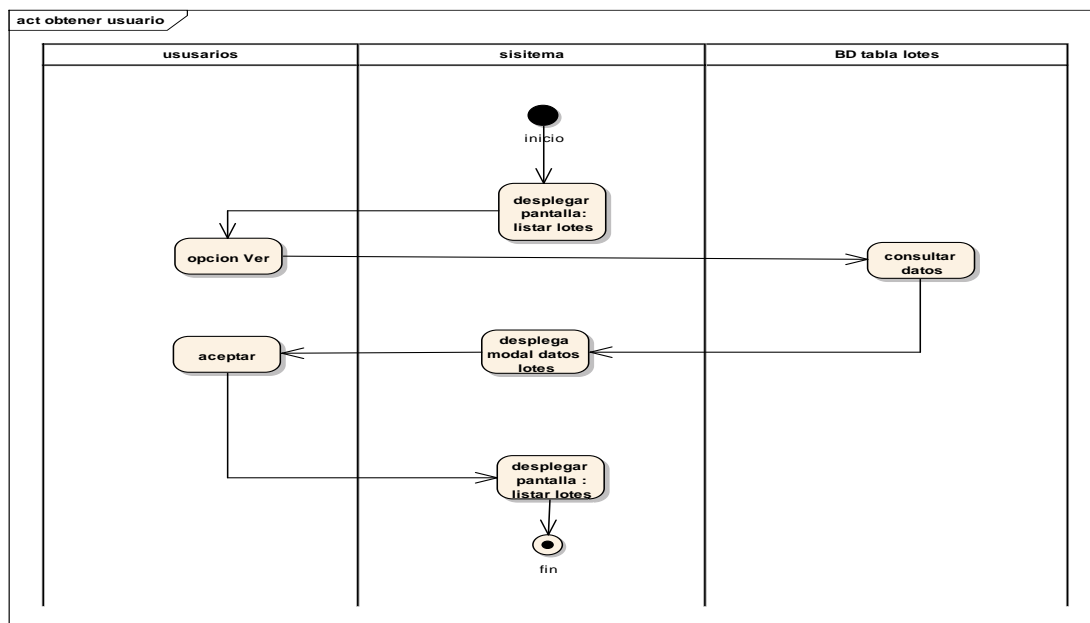 act obtener usuario
ususarios
sisitema
BD tabla lotes
inicio
desplegar
pantalla:
listar lotes
opcion Ver
consultar
datos
desplega
modal datos
lotes
aceptar
desplegar
pantalla :
listar lotes
fin